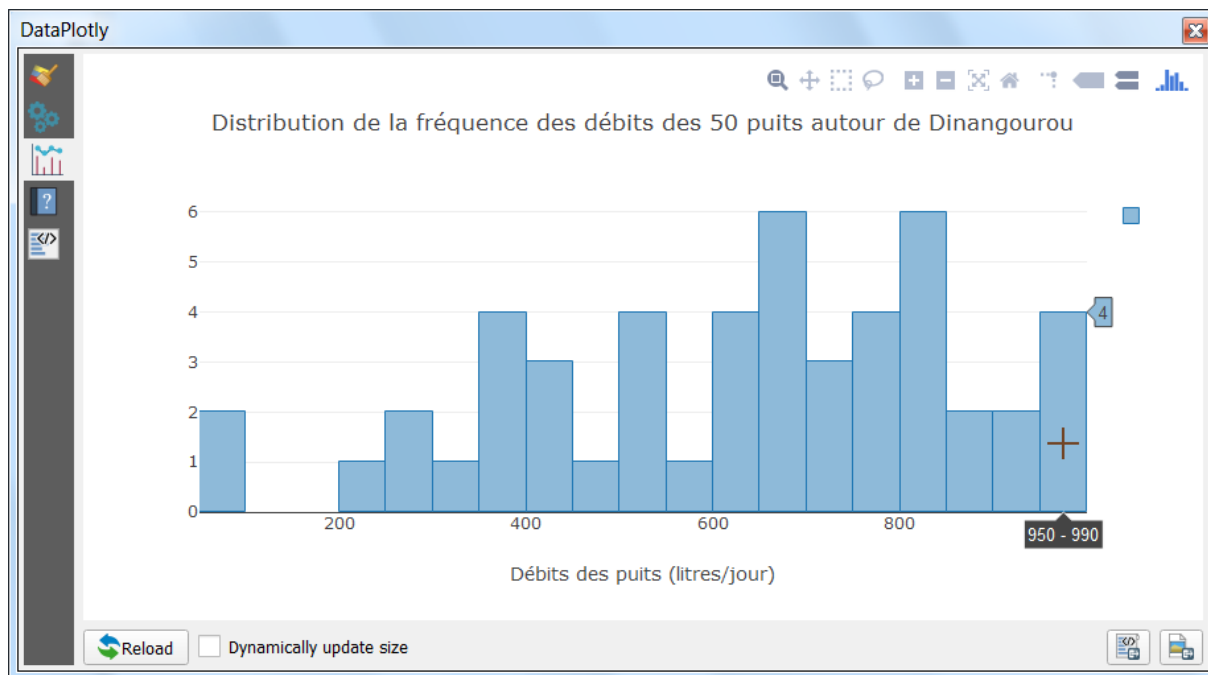 DataPlotly
Distribution de la fréquence des débits des 50 puits autour de Dinangourou
6
5
4
4
3
2
1
0
200
400
600
800
950 - 990
Débits des puits (litres/jour)
Reload
Dynamically update size
?